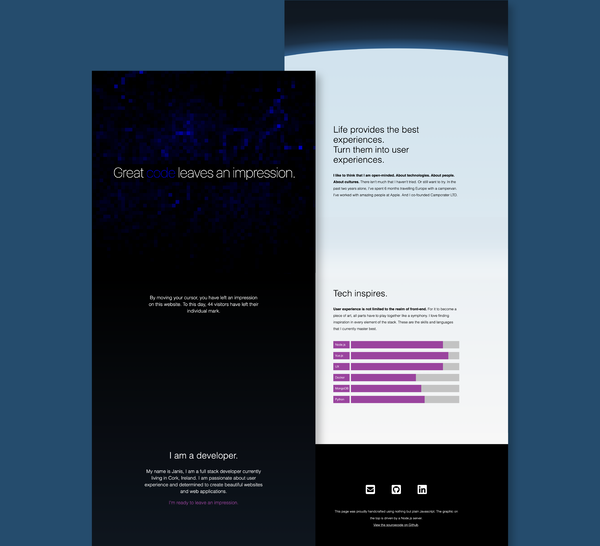 Great code leaves an impression.
By moving your cursor, you have left an impression
on this website. To this day, 44 visitors have left their
individual mark.
I am a developer.
My name is Janis, I am a full stack developer currently
living in Cork, Ireland. I am passionate about user
experience and determined to create beautiful websites
and web applications.
I'm ready to leave an impression.
Life provides the best
experiences.
Turn them into user
experiences.
I like to think that I am open-minded. About technologies. About people.
About cultures. There isn't much that I haven't tried. Or still want to try. In the
past two years alone, I've spent 6 months travelling Europe with a campervan.
I've worked with amazing people at Apple. And I co-founded Campooler LTD.
Tech inspires.
User experience is not limited to the realm of front-end. For it to become a
piece of art, all parts have to play together like a symphony. I love finding
inspiration in every element of the stack. These are the skills and languages
that I currently master best.
Node.js
MongoDB
Python
This page was proudly handcrafted using nothing but plain Javascript. The graphic on
the top is driven by a Node.js server.
View the sourcecode on Github